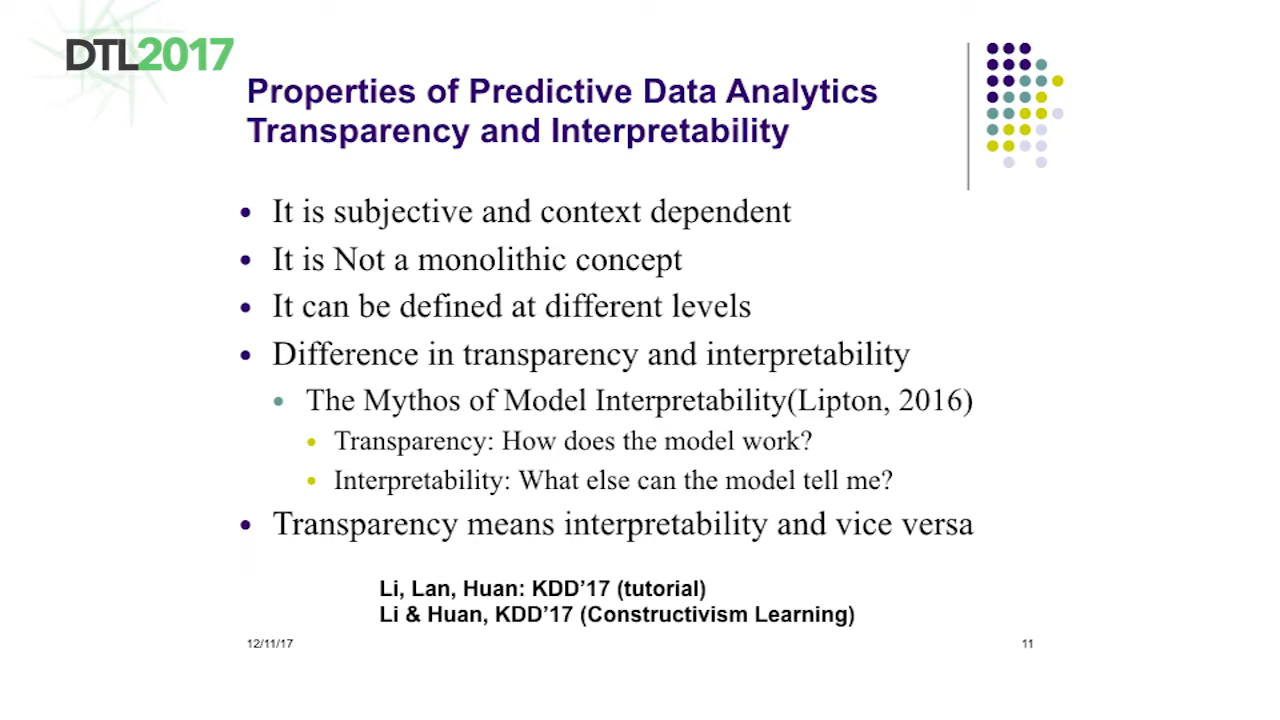 DTL2017
Properties of Predictive Data Analytics
Transparency and Interpretability
• It is subjective and context dependent
• It is Not a monolithic concept
• It can be defined at different levels
• Difference in transparency and interpretability
• The Mythos of Model Interpretability(Lipton, 2016)
• Transparency: How does the model work?
• Interpretability: What else can the model tell me?
• Transparency means interpretability and vice versa
Li, Lan, Huan: KDD’17 (tutorial)
Li & Huan, KDD’17 (Constructivism Learning)
12/11/17
11